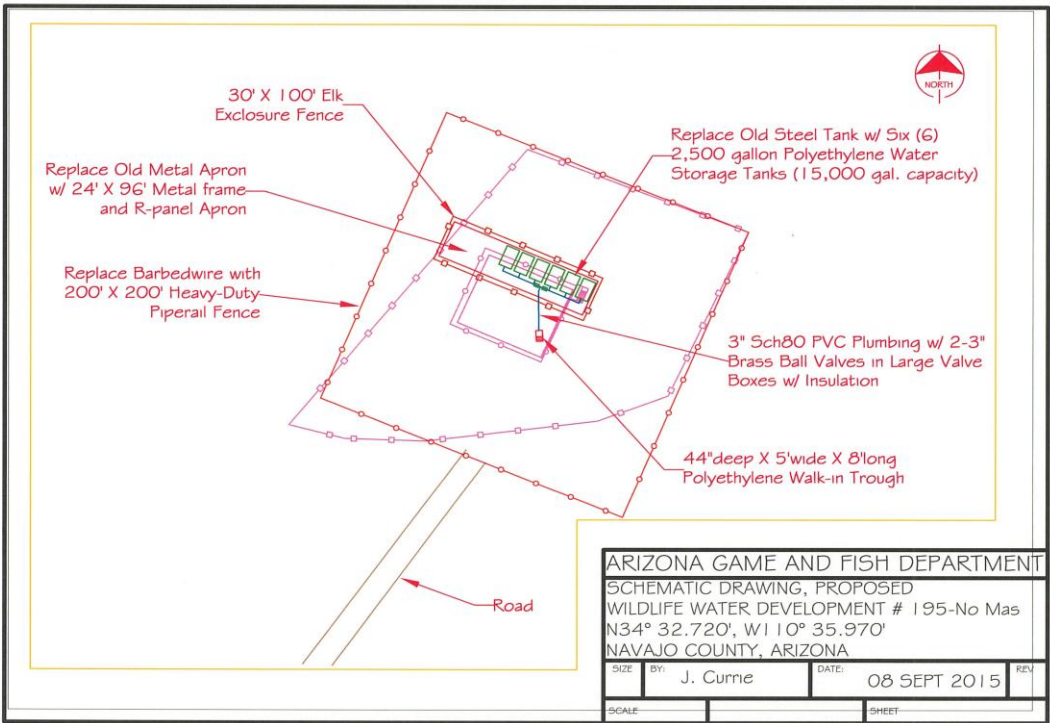 NORTH
30' X 100' Elk
Exclosure Fence
Replace Old Steel Tank w/ Six (6)
2,500 gallon Polyethylene Water
Storage Tanks (15,000 gal. capacity)
Replace Old Metal Apron
w/ 24' X 96' Metal frame
and R-panel Apron
Replace Barbedwire with
200' X 200' Heavy-Duty
Piperail Fence
3" Sch80 PVC Plumbing w/ 2-3"
Brass Ball Valves in Large Valve
Boxes w/ Insulation
44"deep X 5'wide X 8'long
Polyethylene Walk-in Trough
Road
ARIZONA GAME AND FISH DEPARTMENT
SCHEMATIC DRAWING, PROPOSED
WILDLIFE WATER DEVELOPMENT # 195-No Mas
N34° 32.720', W110° 35.970'
NAVAJO COUNTY, ARIZONA
SIZE BY: J. Currie DATE: 08 SEPT 2015 REV
SCALE SHEET